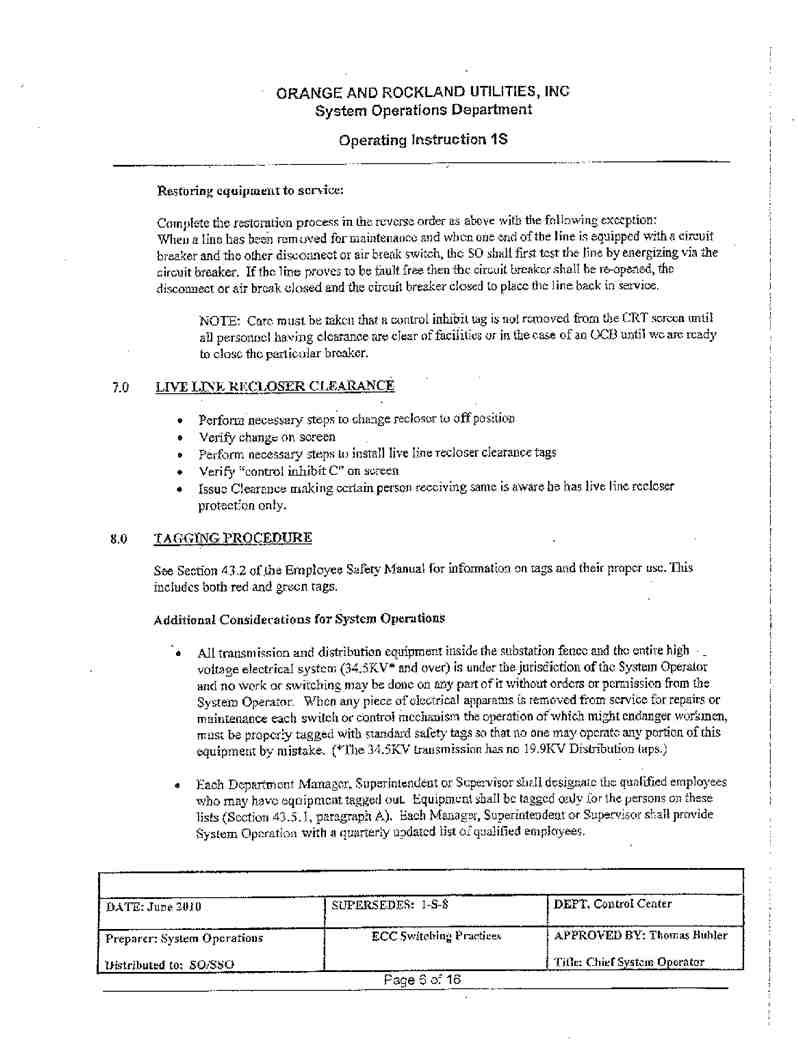 ORANGE AND ROCKLAND UTILITIES, INC
System Operations Department
Operating Instruction 1S
Restoring equipment to service:
Complete the restoration process in the reverse order as above with the following exception:
When a line has been removed for maintenance and when one end of the line is equipped with a circuit
breaker and the other disconnect or air break switch, the SO shall first test the line by energizing via the
circuit breaker. If the line proves to be fault free then the circuit breaker shall be re-opened, the
disconnect or air break closed and the circuit breaker closed to place the line back in service.
NOTE: Care must be taken that a control inhibit tag is not removed from the CRT screen until
all personnel having clearance are clear of facilities or in the case of an OCB until we are ready
to close the particular breaker.
7.0 LIVE LINE RECLOSER CLEARANCE
• Perform necessary steps to change recloser to off position
• Verify change on screen
• Perform necessary steps to install live line recloser clearance tags
• Verify "control inhibit C" on screen
• Issue Clearance making certain person receiving same is aware he has live line recloser
protection only.
8.0 TAGGING PROCEDURE
See Section 43.2 of the Employee Safety Manual for information on tags and their proper use. This
includes both red and green tags.
Additional Considerations for System Operations
• All transmission and distribution equipment inside the substation fence and the entire high
voltage electrical system (34.5KV* and over) is under the jurisdiction of the System Operator
and no work or switching may be done on any part of it without orders or permission from the
System Operator. When any piece of electrical apparatus is removed from service for repairs or
maintenance each switch or control mechanism the operation of which might endanger workmen,
must be properly tagged with standard safety tags so that no one may operate any portion of this
equipment by mistake. (*The 34.5KV transmission has no 19.9KV Distribution taps.)
• Each Department Manager, Superintendent or Supervisor shall designate the qualified employees
who may have equipment tagged out. Equipment shall be tagged only for the persons on these
lists (Section 43.5.1, paragraph A). Each Manager, Superintendent or Supervisor shall provide
System Operation with a quarterly updated list of qualified employees.
DATE: June 2010 SUPERSEDES: 1-S-8 DEPT. Control Center
Preparer: System Operations ECC Switching Practices APPROVED BY: Thomas Buhler
Distributed to: SO/SSO Title: Chief System Operator
Page 6 of 16